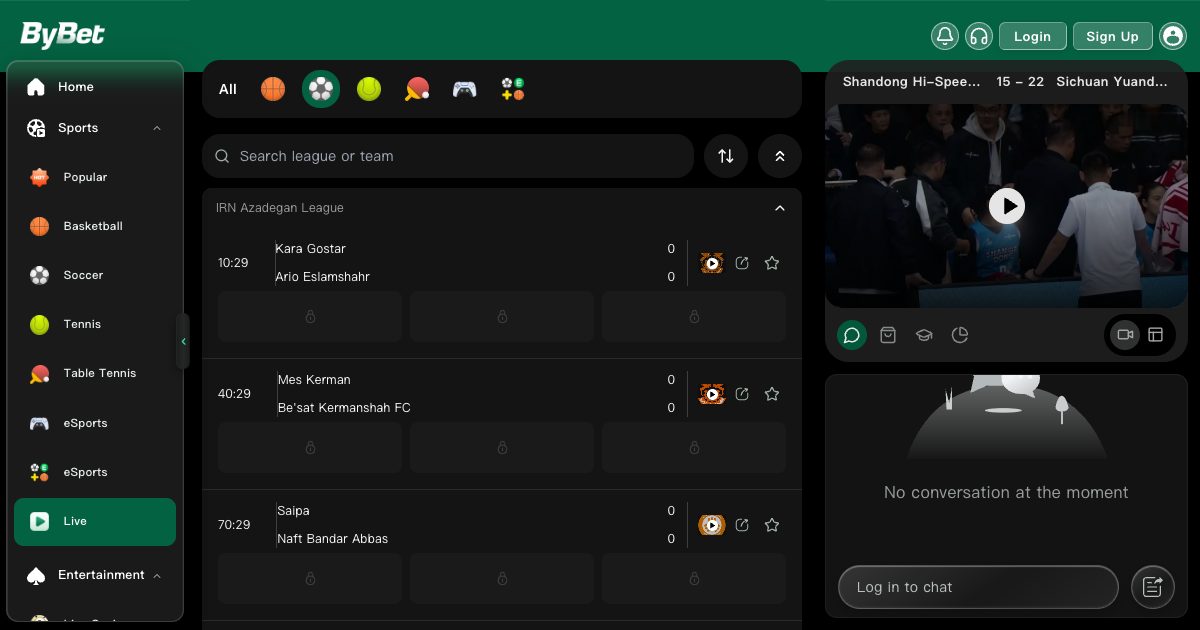 ByBet
Login
Sign Up
Home
Sports
Popular
Basketball
Soccer
Tennis
Table Tennis
eSports
eSports
Live
Entertainment
All
Search league or team
IRN Azadegan League
10:29
Kara Gostar 0
Ario Eslamshahr 0
40:29
Mes Kerman 0
Be'sat Kermanshah FC 0
70:29
Saipa 0
Naft Bandar Abbas 0
Shandong Hi-Spee... 15 - 22 Sichuan Yuand...
No conversation at the moment
Log in to chat